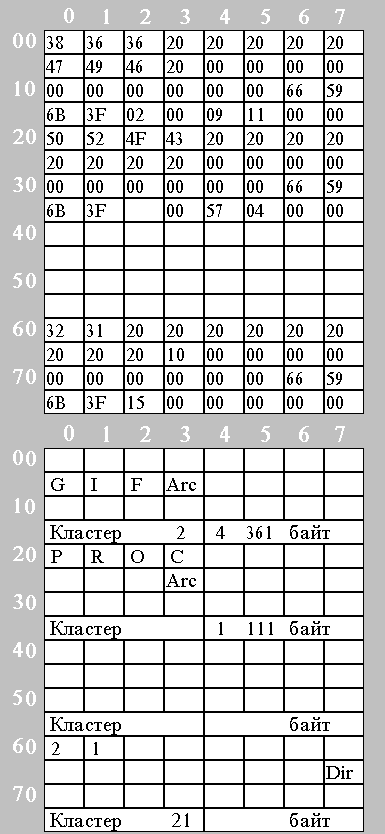 0 1 2 3 4 5 6 7
00 38 36 36 20 20 20 20 20
47 49 46 20 00 00 00 00
10 00 00 00 00 00 00 66 59
6B 3F 02 00 09 11 00 00
20 50 52 4F 43 20 20 20 20
20 20 20 20 00 00 00 00
30 00 00 00 00 00 00 66 59
6B 3F 00 57 04 00 00
40
50
60 32 31 20 20 20 20 20 20
20 20 20 10 00 00 00 00
70 00 00 00 00 00 00 66 59
6B 3F 15 00 00 00 00 00
0 1 2 3 4 5 6 7
00
G I F Arc
10
Кластер 2 4 361 байт
20 P R O C
Arc
30
Кластер 1 111 байт
40
50
Кластер байт
60 2 1
Dir
70
Кластер 21 байт